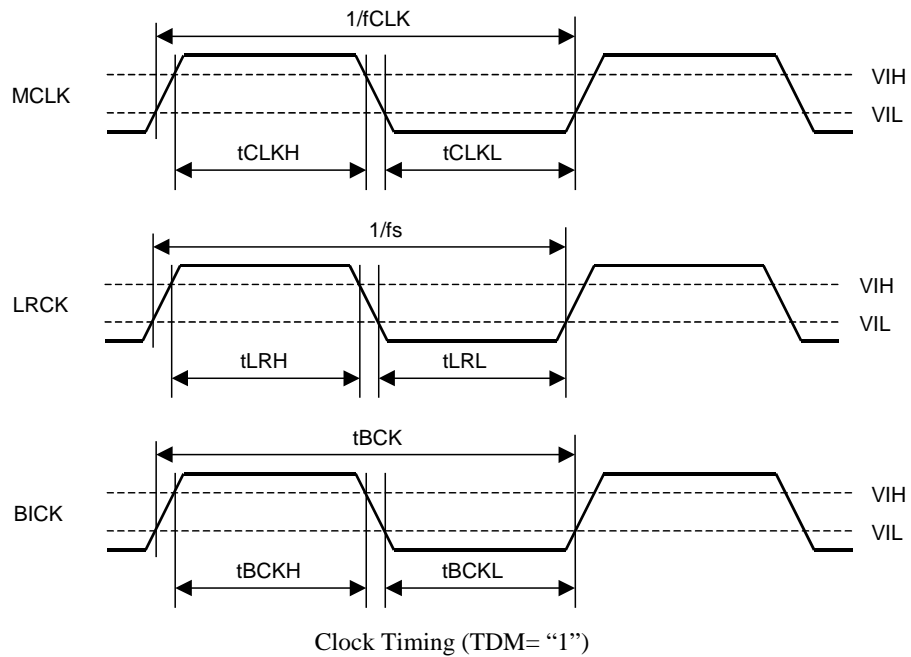 1/fCLK
VIH
MCLK
VIL
tCLKH
tCLKL
1/fs
VIH
LRCK
VIL
tLRH
tLRL
tBCK
VIH
BICK
VIL
tBCKH
tBCKL
Clock Timing (TDM= “1”)